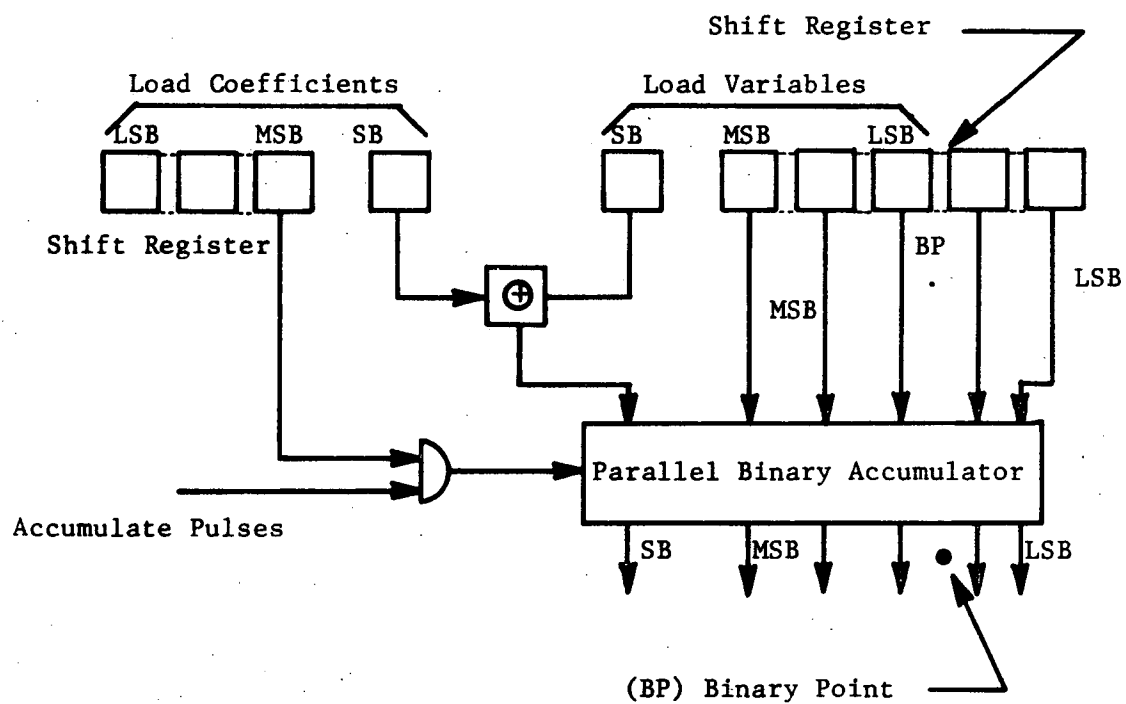 Shift Register
Load Coefficients
Load Variables
LSB MSB SB
SB MSB LSB
Shift Register
BP
LSB
MSB
+
Parallel Binary Accumulator
Accumulate Pulses
SB MSB LSB
(BP) Binary Point